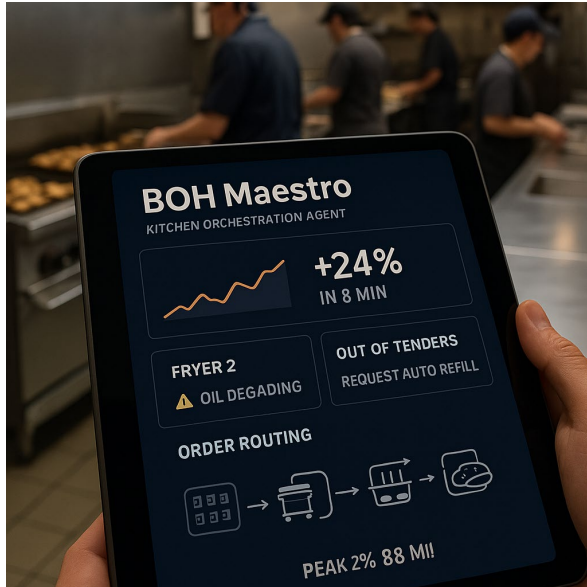 BOH Maestro
KITCHEN ORCHESTRATION AGENT
+24%
IN 8 MIN
FRYER 2
OIL DEGADING
OUT OF TENDERS
REQUEST AUTO REFILL
ORDER ROUTING
PEAK 2% 88 MI!